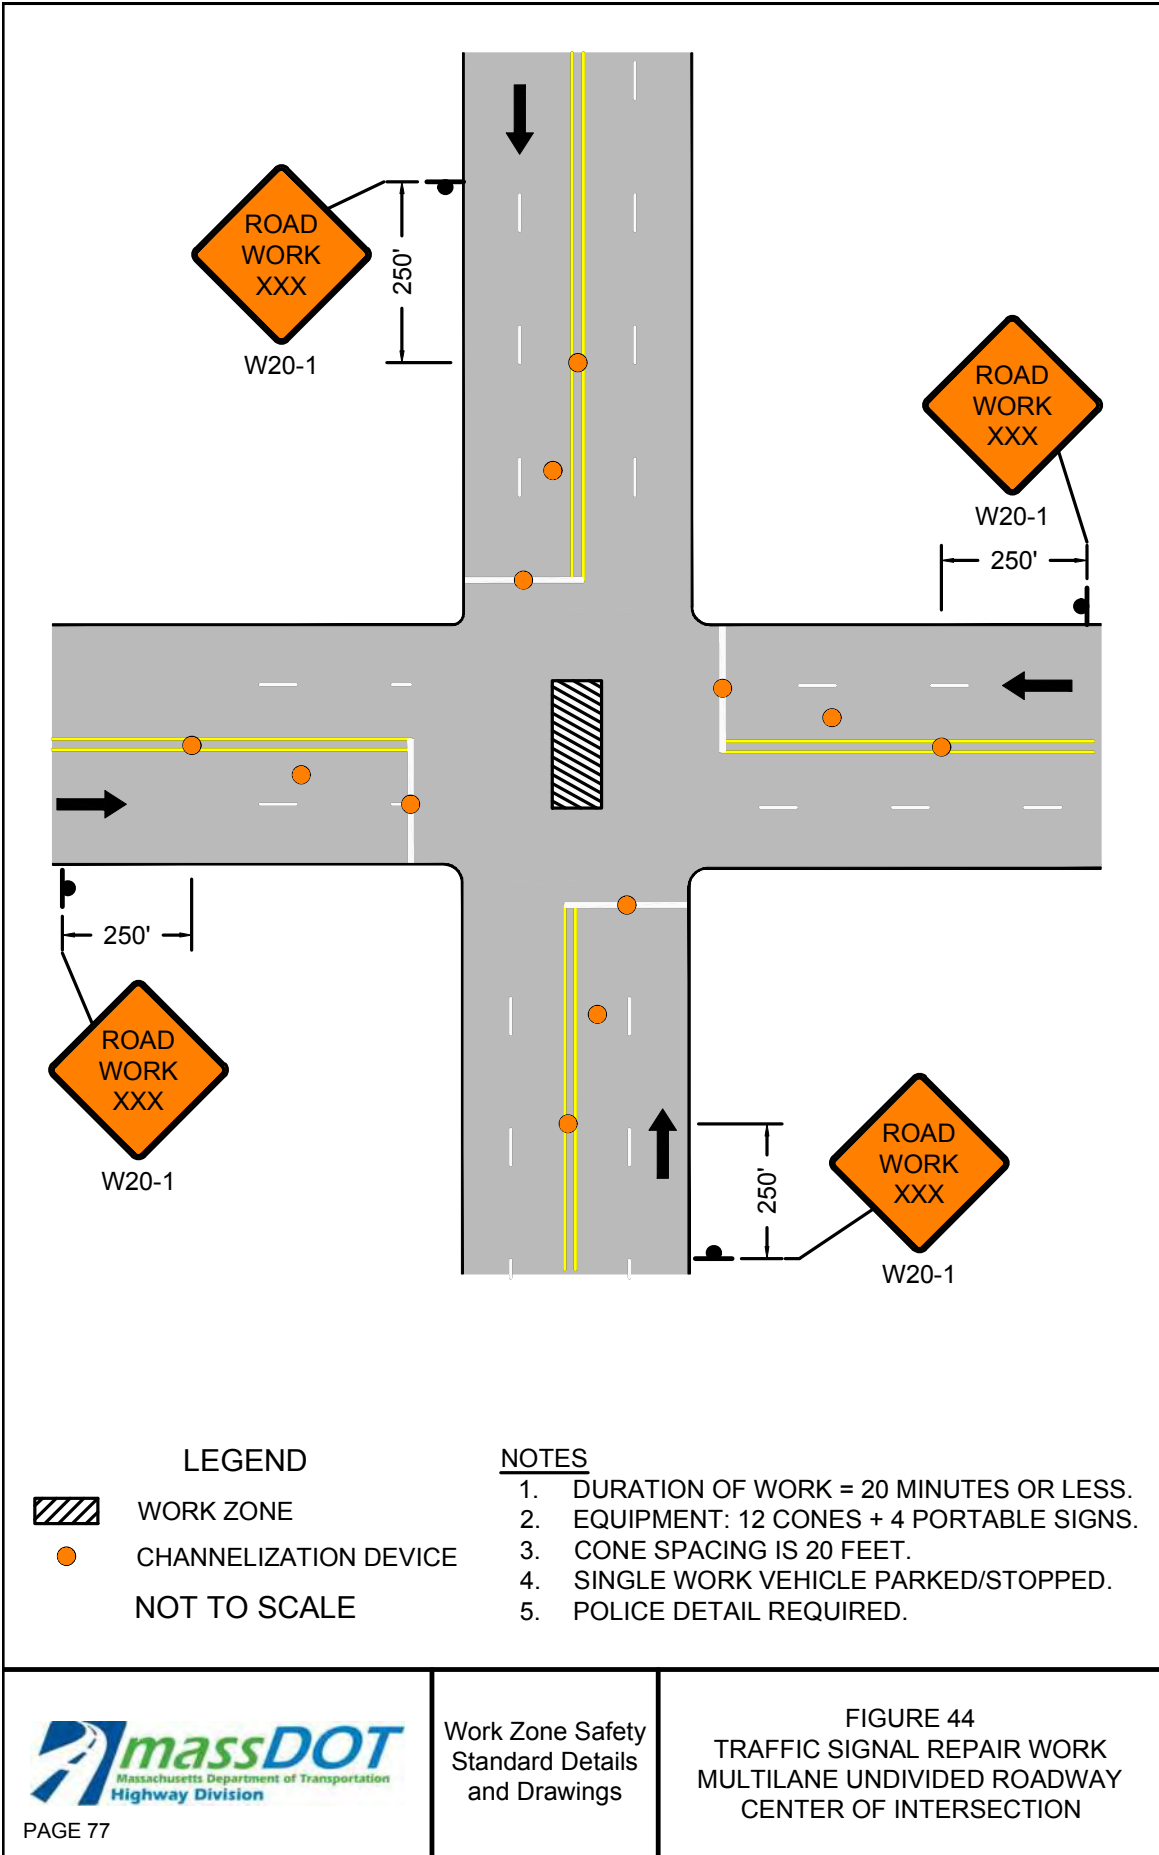 ROAD
WORK
XXX
W20-1
250'
ROAD
WORK
XXX
W20-1
250'
250'
ROAD
WORK
XXX
W20-1
250'
ROAD
WORK
XXX
W20-1
LEGEND
WORK ZONE
CHANNELIZATION DEVICE
NOT TO SCALE
NOTES
1. DURATION OF WORK = 20 MINUTES OR LESS.
2. EQUIPMENT: 12 CONES + 4 PORTABLE SIGNS.
3. CONE SPACING IS 20 FEET.
4. SINGLE WORK VEHICLE PARKED/STOPPED.
5. POLICE DETAIL REQUIRED.
massDOT
Massachusetts Department of Transportation
Highway Division
PAGE 77
Work Zone Safety
Standard Details
and Drawings
FIGURE 44
TRAFFIC SIGNAL REPAIR WORK
MULTILANE UNDIVIDED ROADWAY
CENTER OF INTERSECTION